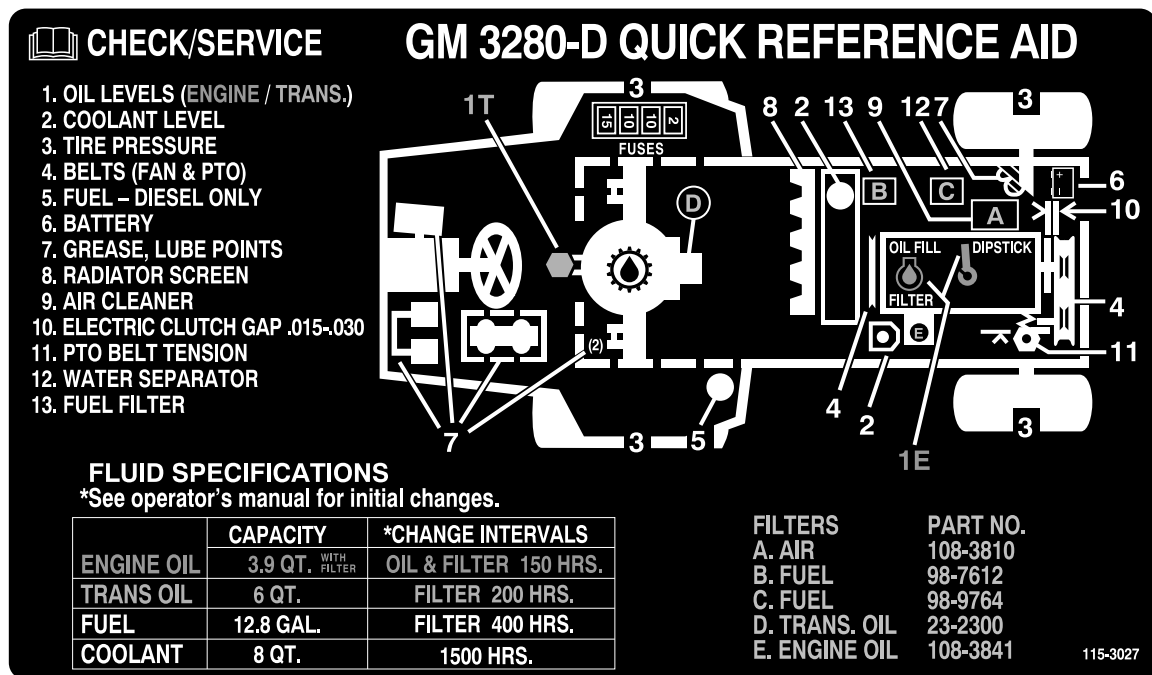 CHECK/SERVICE
GM 3280-D QUICK REFERENCE AID
1. OIL LEVELS (ENGINE / TRANS.)
2. COOLANT LEVEL
3. TIRE PRESSURE
4. BELTS (FAN & PTO)
5. FUEL – DIESEL ONLY
6. BATTERY
7. GREASE, LUBE POINTS
8. RADIATOR SCREEN
9. AIR CLEANER
10. ELECTRIC CLUTCH GAP .015-.030
11. PTO BELT TENSION
12. WATER SEPARATOR
13. FUEL FILTER
3
1T
15 10 10 2
FUSES
8 2 13 9 12 7
3
D
B
C
A
+ -
6
10
OIL FILL DIPSTICK
FILTER
E
4
11
(2)
7
3
5
4
2
1E
3
FLUID SPECIFICATIONS
*See operator's manual for initial changes.
CAPACITY *CHANGE INTERVALS
ENGINE OIL 3.9 QT. WITH FILTER OIL & FILTER 150 HRS.
TRANS OIL 6 QT. FILTER 200 HRS.
FUEL 12.8 GAL. FILTER 400 HRS.
COOLANT 8 QT. 1500 HRS.
FILTERS PART NO.
A. AIR 108-3810
B. FUEL 98-7612
C. FUEL 98-9764
D. TRANS. OIL 23-2300
E. ENGINE OIL 108-3841
115-3027